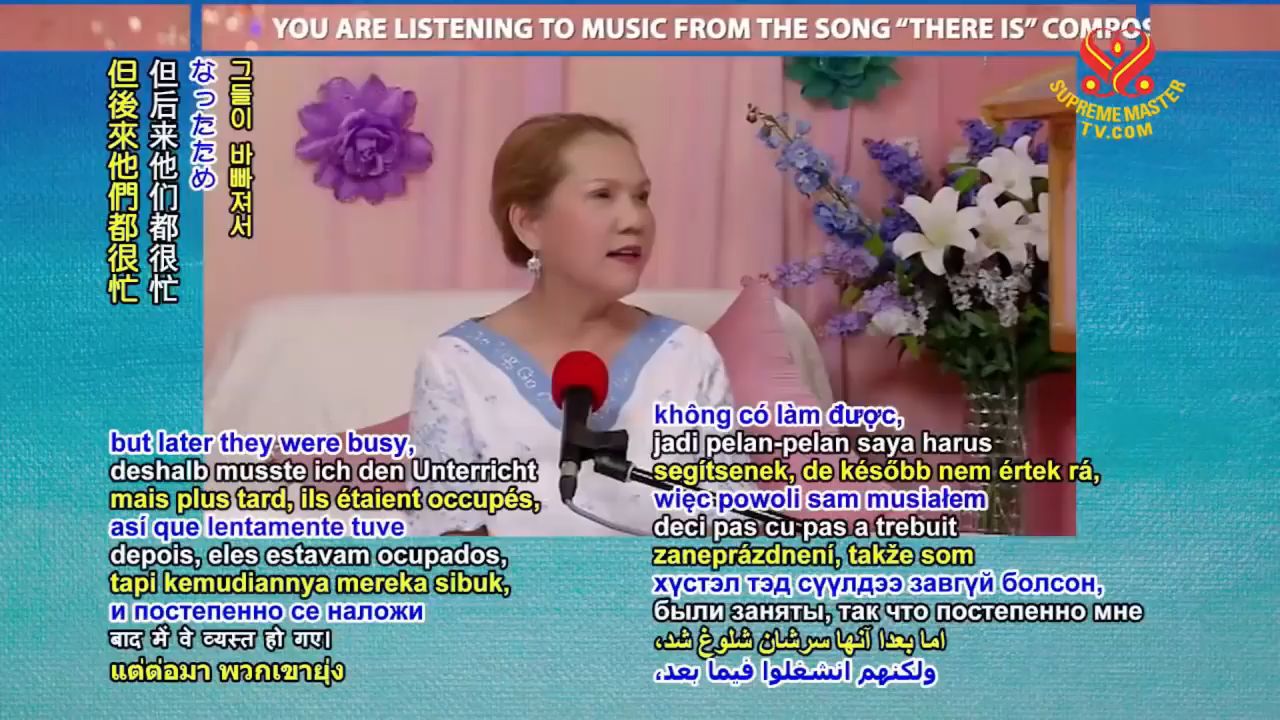 YOU ARE LISTENING TO MUSIC FROM THE SONG “THERE IS”
SUPREME MASTER
TV.COM
그들이 바빠져서
なったため
但后来他们都很忙
但後來他們都很忙
but later they were busy,
deshalb musste ich den Unterricht
mais plus tard, ils étaient occupés,
así que lentamente tuve
depois, eles estavam ocupados,
tapi kemudiannya mereka sibuk,
и постепенно се наложи
बाद में वे व्यस्त हो गए।
แต่ต่อมา พวกเขายุ่ง
không có làm được,
jadi pelan-pelan saya harus
segítsenek, de később nem értek rá,
więc powoli sam musiałem
deci pas cu pas a trebuit
zaneprázdnení, takže som
хүстэл тэд сүүлдээ завгүй болсон,
были заняты, так что постепенно мне
اما بعدا آنها سرشان شلوغ شد،
ولكنهم انشغلوا فيما بعد،